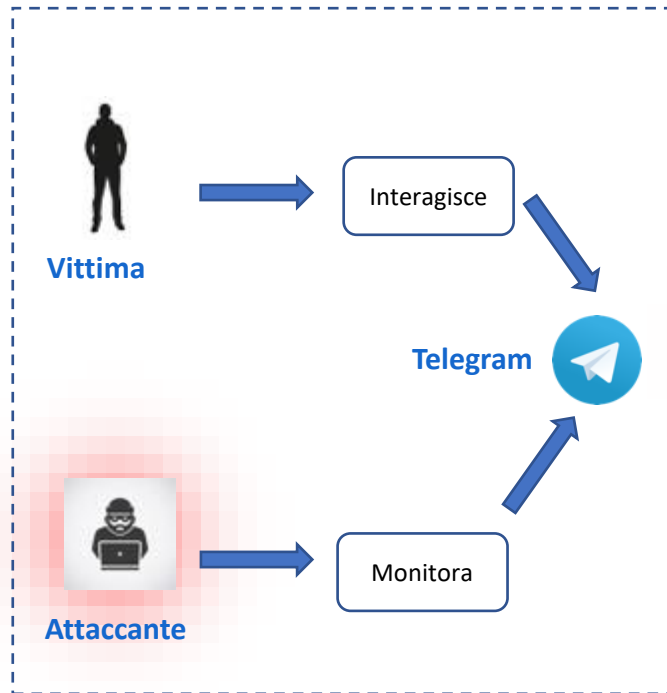 Interagisce
Vittima
Telegram
Monitora
Attaccante